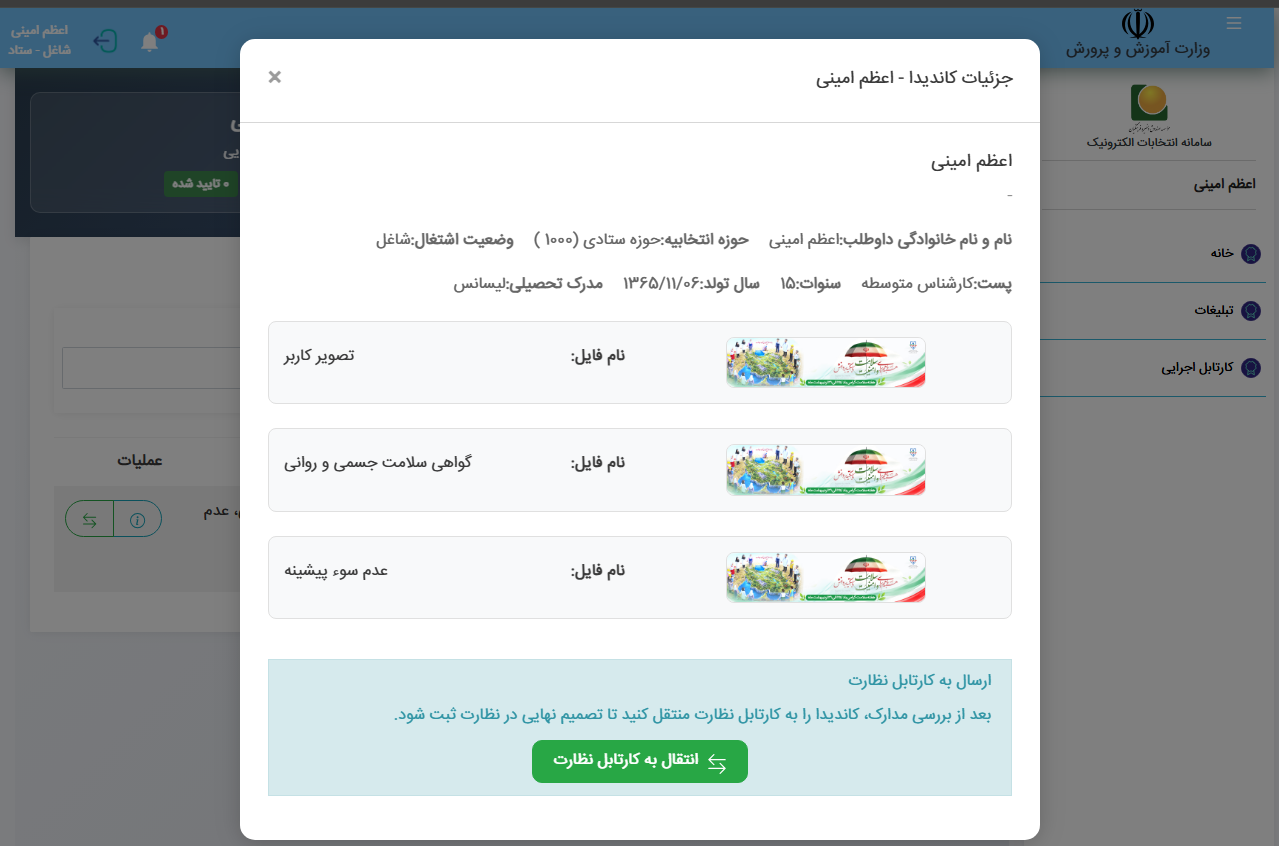 وزارت آموزش و پرورش
۱
اعظم امینی
شاغل - ستاد
سامانه انتخابات الکترونیک
اعظم امینی
خانه
تبلیغات
کارتابل اجرایی
۰ تایید شده
عملیات
عدم
جزئیات کاندیدا - اعظم امینی
×
اعظم امینی
-
نام و نام خانوادگی داوطلب:اعظم امینی حوزه انتخابیه:حوزه ستادی (۱۰۰۰ ) وضعیت اشتغال:شاغل
پست:کارشناس متوسطه سنوات:۱۵ سال تولد:۱۳۶۵/۱۱/۰۶ مدرک تحصیلی:لیسانس
نام فایل: تصویر کاربر
نام فایل: گواهی سلامت جسمی و روانی
نام فایل: عدم سوء پیشینه
ارسال به کارتابل نظارت
بعد از بررسی مدارک، کاندیدا را به کارتابل نظارت منتقل کنید تا تصمیم نهایی در نظارت ثبت شود.
انتقال به کارتابل نظارت